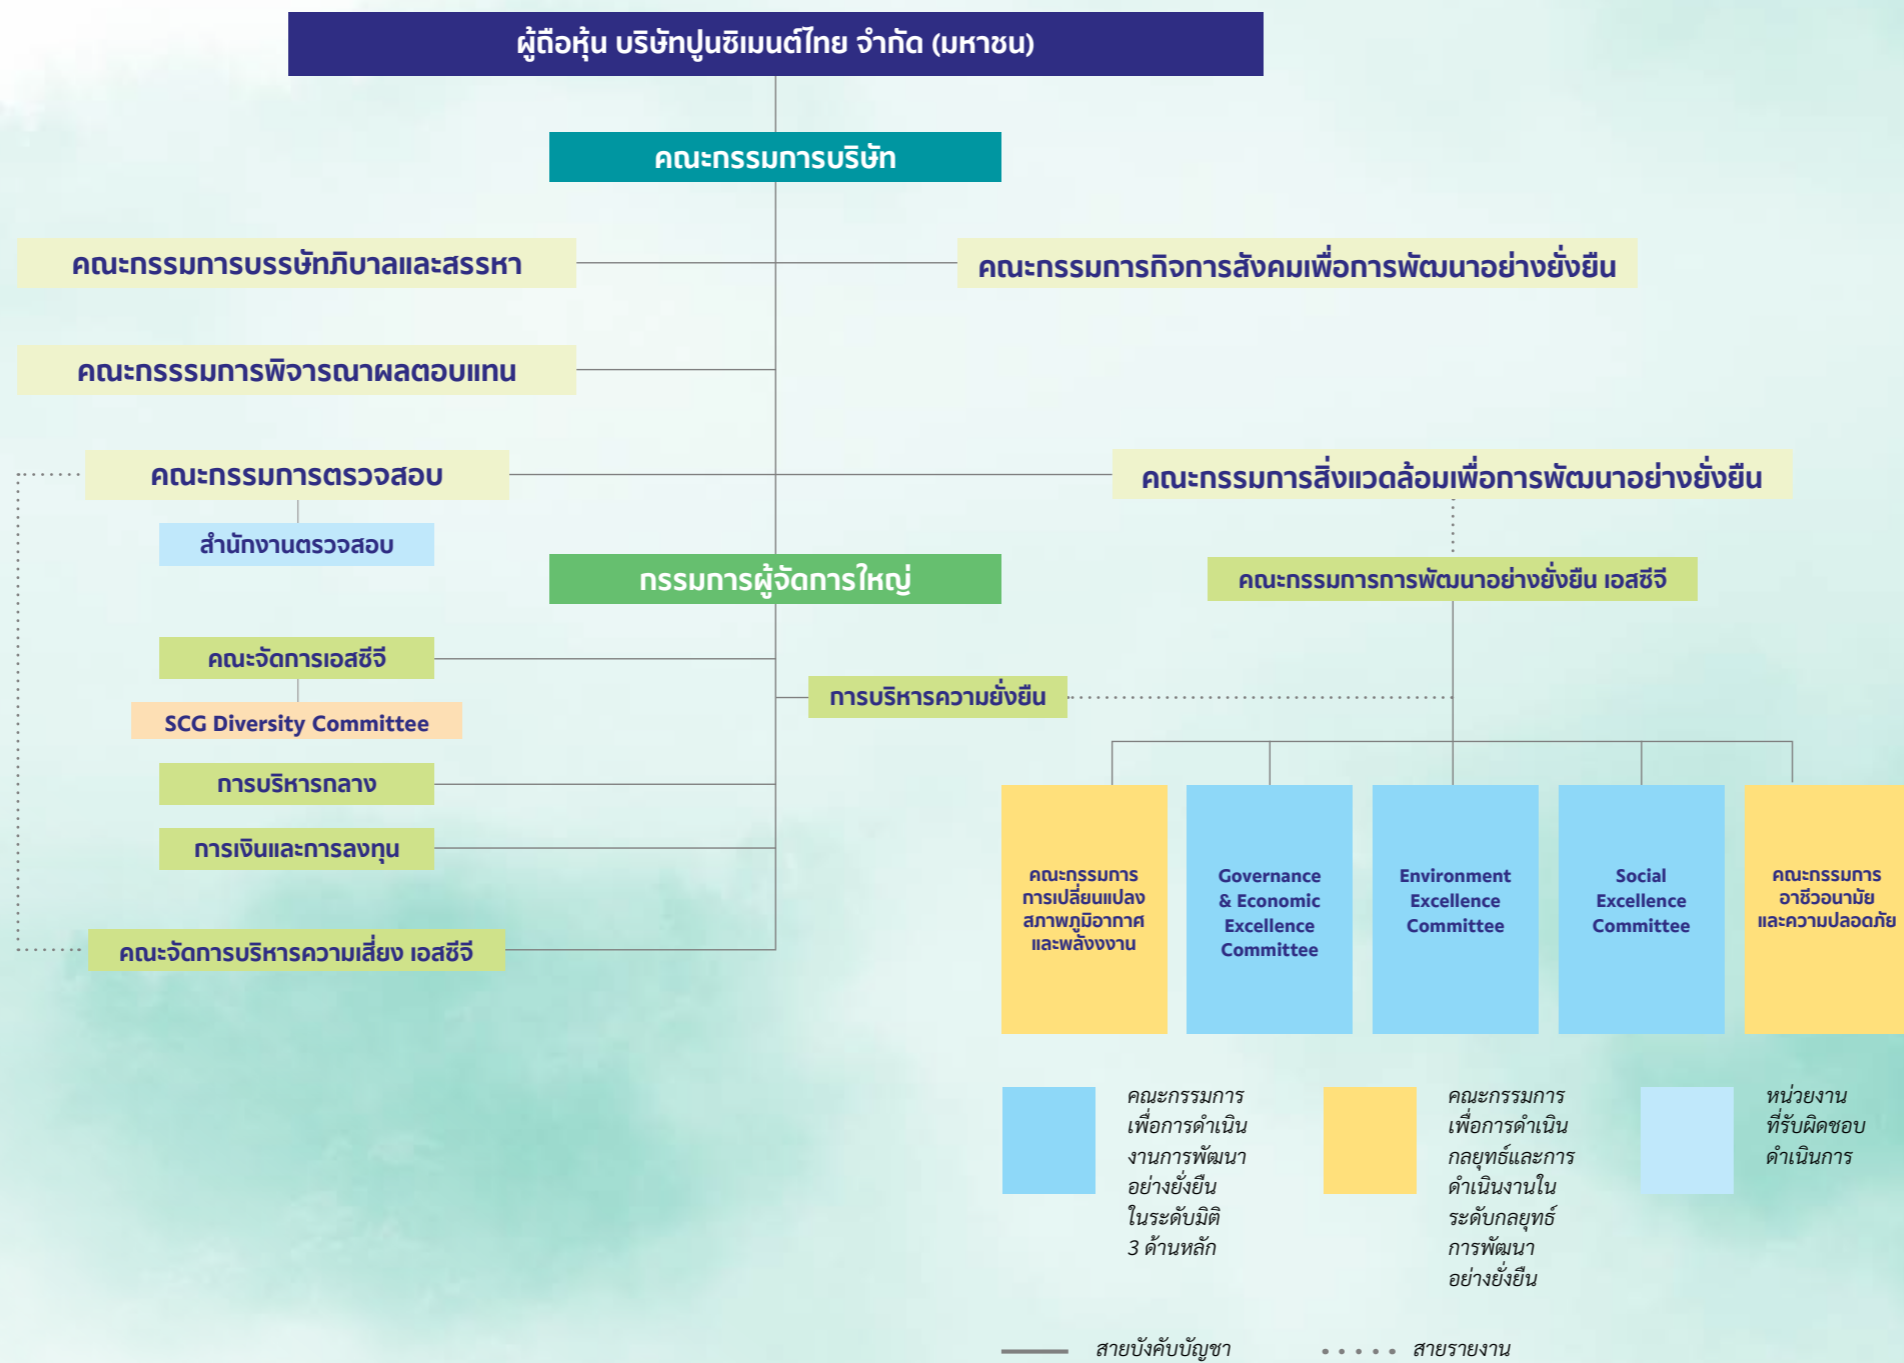 ผู้ถือหุ้น บริษัทปูนซิเมนต์ไทย จำกัด (มหาชน)
คณะกรรมการบริษัท
คณะกรรมการบรรษัทภิบาลและสรรหา
คณะกรรมการกิจการสังคมเพื่อการพัฒนาอย่างยั่งยืน
คณะกรรรมการพิจารณาผลตอบแทน
คณะกรรมการตรวจสอบ
คณะกรรมการสิ่งแวดล้อมเพื่อการพัฒนาอย่างยั่งยืน
สำนักงานตรวจสอบ
กรรมการผู้จัดการใหญ่
คณะกรรมการการพัฒนาอย่างยั่งยืน เอสซีจี
คณะจัดการเอสซีจี
การบริหารความยั่งยืน
SCG Diversity Committee
การบริหารกลาง
การเงินและการลงทุน
คณะจัดการบริหารความเสี่ยง เอสซีจี
คณะกรรมการ
การเปลี่ยนแปลง
สภาพภูมิอากาศ
และพลังงงาน
Governance
& Economic
Excellence
Committee
Environment
Excellence
Committee
Social
Excellence
Committee
คณะกรรมการ
อาชีวอนามัย
และความปลอดภัย
คณะกรรมการ
เพื่อการดำเนิน
งานการพัฒนา
อย่างยั่งยืน
ในระดับมิติ
3 ด้านหลัก
คณะกรรมการ
เพื่อการดำเนิน
กลยุทธ์และการ
ดำเนินงานใน
ระดับกลยุทธ์
การพัฒนา
อย่างยั่งยืน
หน่วยงาน
ที่รับผิดชอบ
ดำเนินการ
สายบังคับบัญชา
สายรายงาน